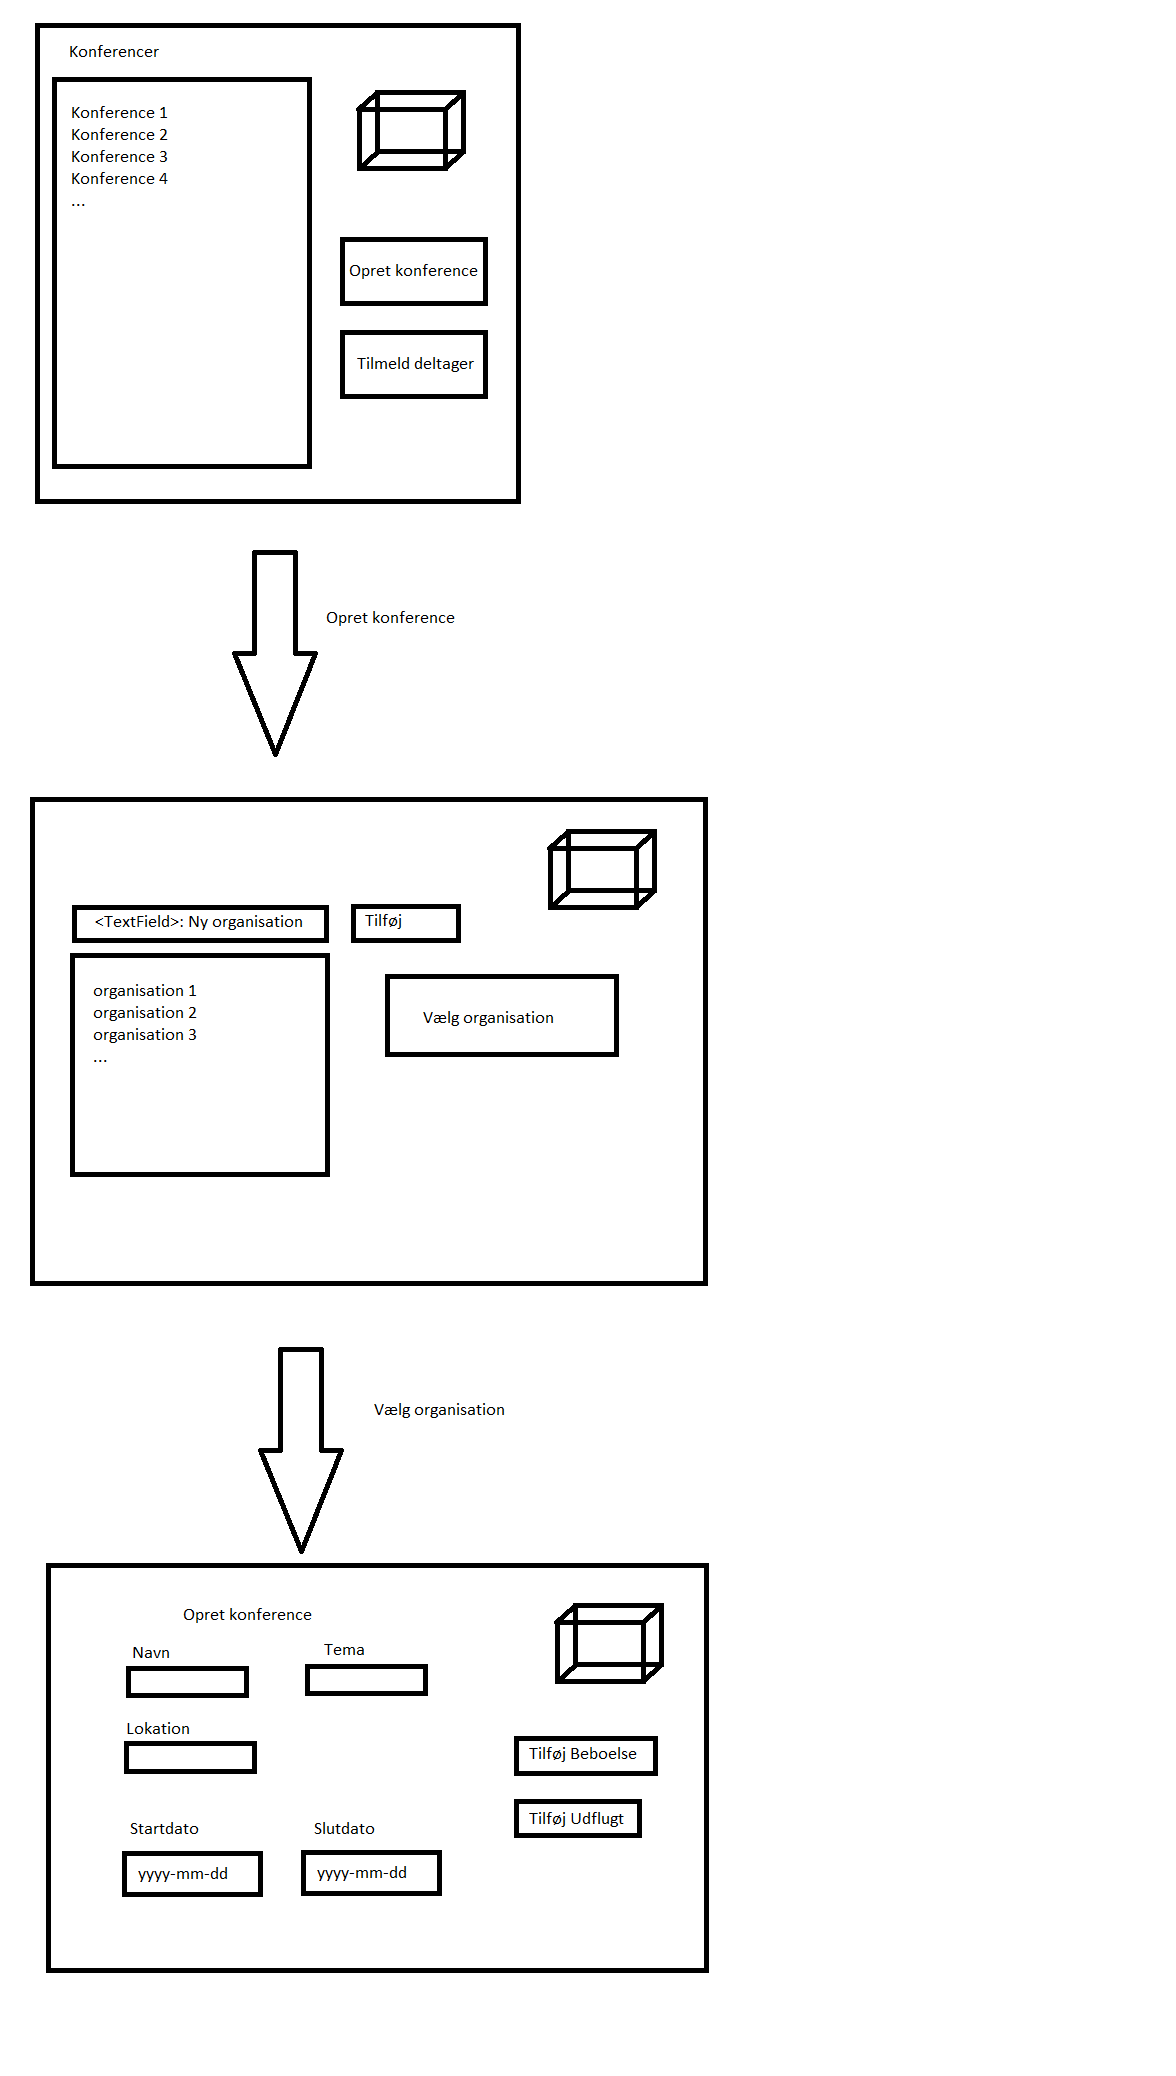 Konferencer
Konference 1
Konference 2
Konference 3
Konference 4
...
Opret konference
Tilmeld deltager
Opret konference
<TextField>: Ny organisation
Tilføj
organisation 1
organisation 2
organisation 3
...
Vælg organisation
Vælg organisation
Opret konference
Navn
Tema
Lokation
Tilføj Beboelse
Tilføj Udflugt
Startdato
Slutdato
yyyy-mm-dd
yyyy-mm-dd